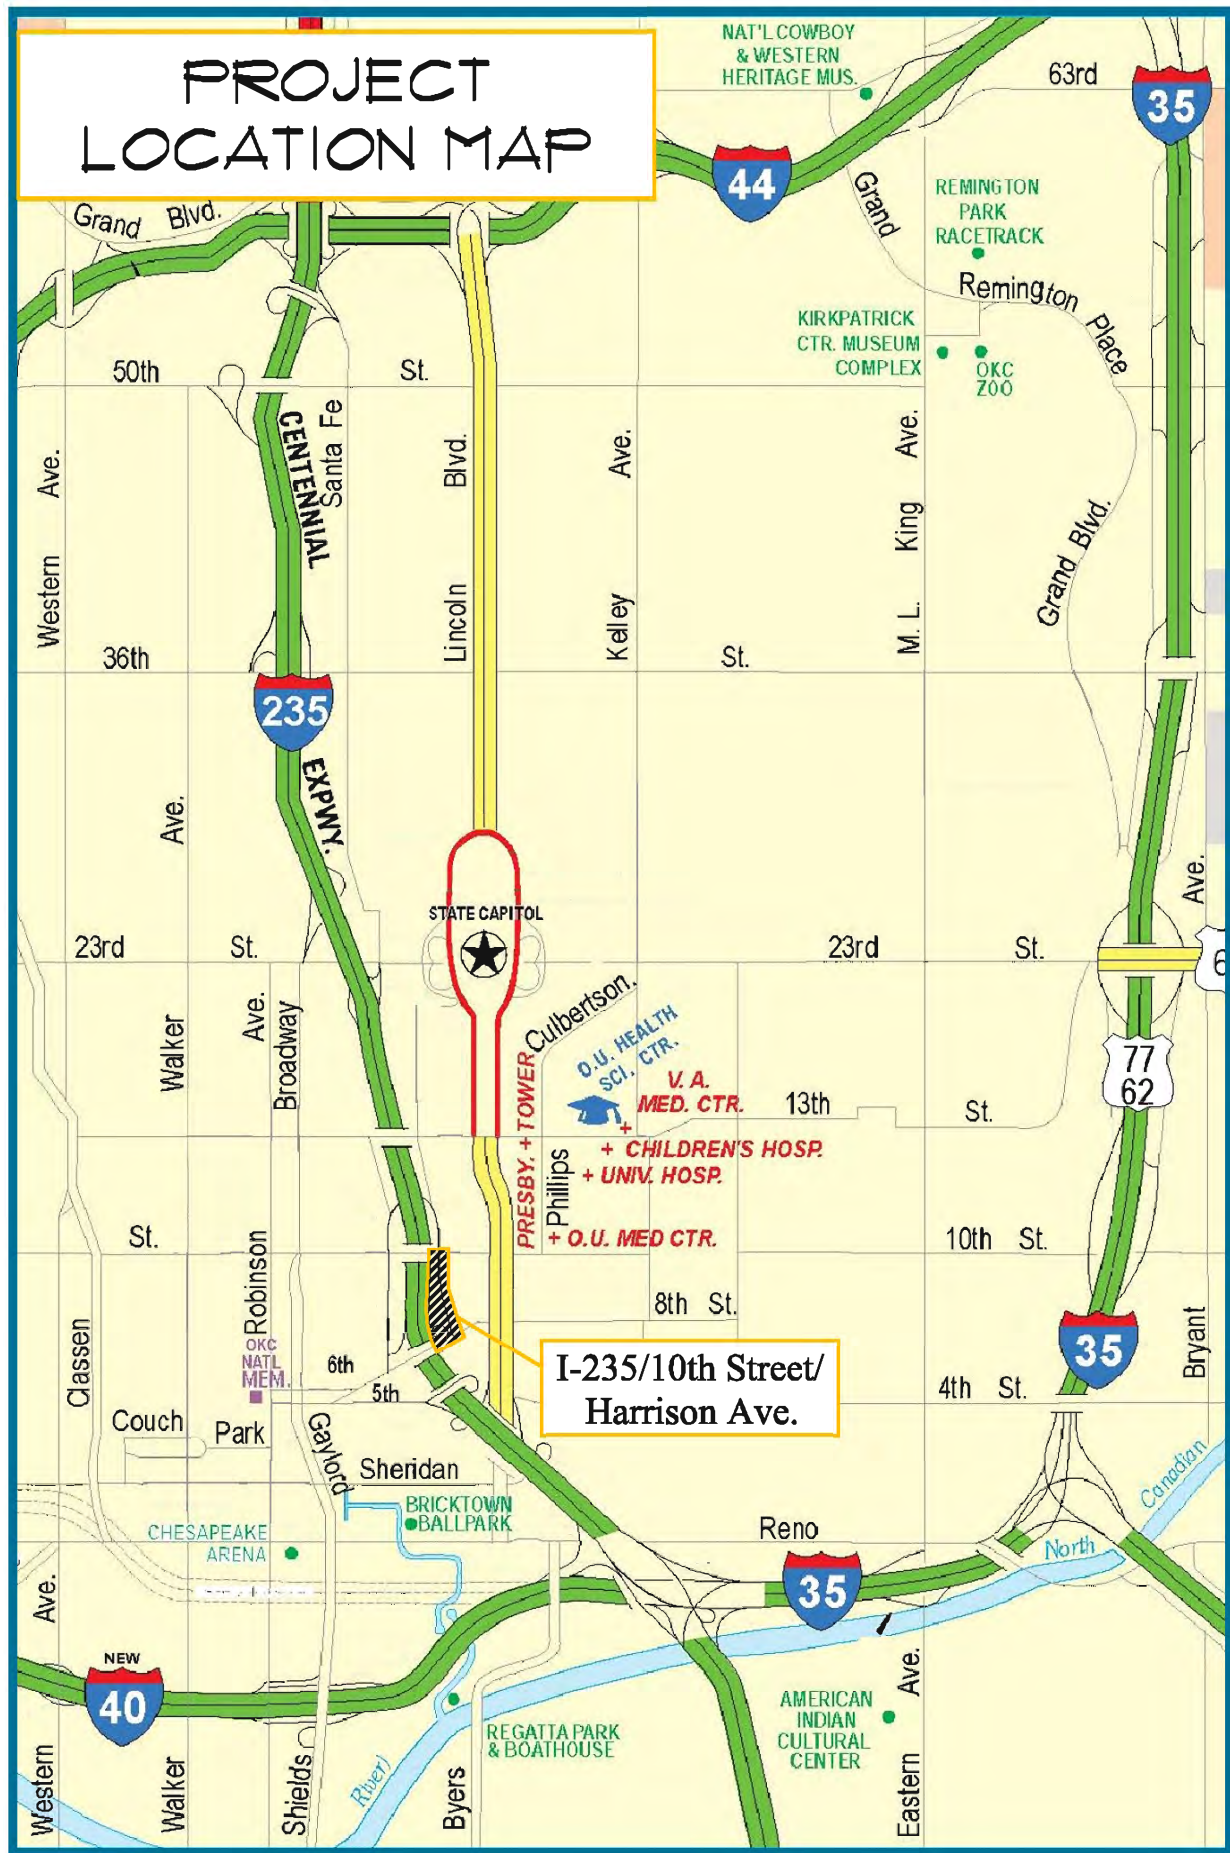 PROJECT
LOCATION MAP
NAT'L COWBOY
& WESTERN
HERITAGE MUS.
63rd
35
44
Grand Blvd.
Grand
REMINGTON
PARK
RACETRACK
Remington Place
KIRKPATRICK
CTR. MUSEUM
COMPLEX
OKC
ZOO
50th St.
CENTENNIAL
Santa Fe
Western Ave.
Lincoln Blvd.
Kelley Ave.
M. L. King Ave.
Grand Blvd.
36th St.
235
EXPWY.
Walker Ave.
STATE CAPITOL
23rd St.
23rd St.
Ave.
6
Broadway Ave.
Culbertson.
O.U. HEALTH
SCI. CTR.
V. A.
MED. CTR.
13th St.
77
62
PRESBY. + TOWER
+
+ CHILDREN'S HOSP.
+ UNIV. HOSP.
Phillips
+ O.U. MED CTR.
St.
10th St.
Robinson
8th St.
Classen
OKC
NATL
MEM.
6th
5th
I-235/10th Street/
Harrison Ave.
35
Bryant
4th St.
Couch
Park
Gaylord
Sheridan
BRICKTOWN
BALLPARK
CHESAPEAKE
ARENA
Reno
Canadian
North
35
Ave.
NEW
40
AMERICAN
INDIAN
CULTURAL
CENTER
REGATTA PARK
& BOATHOUSE
Western
Walker
Shields
River)
Byers
Eastern Ave.